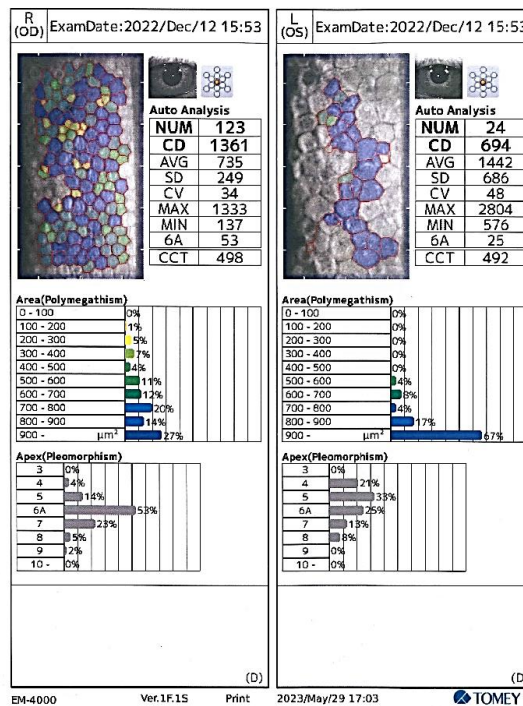 R
(OD)
ExamDate:2022/Dec/12 15:53
Auto Analysis
NUM 123
CD 1361
AVG 735
SD 249
CV 34
MAX 1333
MIN 137
6A 53
CCT 498
Area(Polymegathism)
0 - 100 0%
100 - 200 1%
200 - 300 5%
300 - 400 7%
400 - 500 4%
500 - 600 11%
600 - 700 12%
700 - 800 20%
800 - 900 14%
900 - μm² 27%
Apex(Pleomorphism)
3 0%
4 4%
5 14%
6A 53%
7 23%
8 5%
9 2%
10 - 0%
(D)
L
(OS)
ExamDate:2022/Dec/12 15:53
Auto Analysis
NUM 24
CD 694
AVG 1442
SD 686
CV 48
MAX 2804
MIN 576
6A 25
CCT 492
Area(Polymegathism)
0 - 100 0%
100 - 200 0%
200 - 300 0%
300 - 400 0%
400 - 500 0%
500 - 600 4%
600 - 700 8%
700 - 800 4%
800 - 900 17%
900 - μm² 67%
Apex(Pleomorphism)
3 0%
4 21%
5 33%
6A 25%
7 13%
8 8%
9 0%
10 - 0%
(D)
EM-4000 Ver.1F.1S Print 2023/May/29 17:03 TOMEY